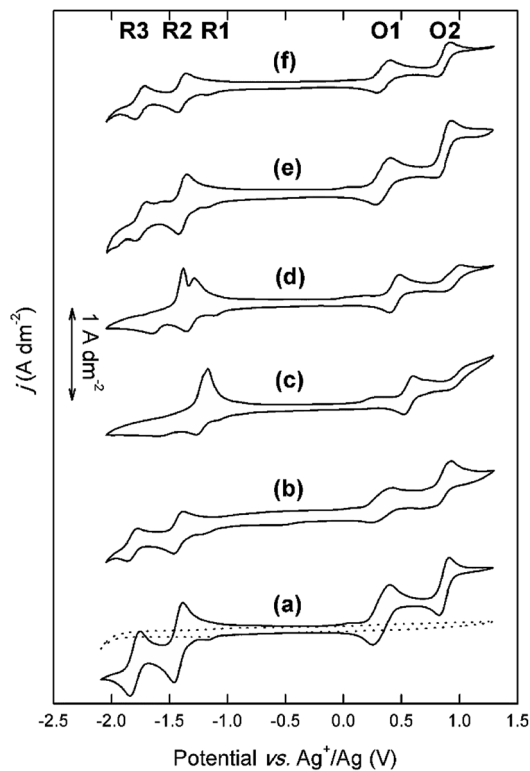 R3 R2 R1 O1 O2
(f)
(e)
(d)
(c)
(b)
(a)
j (A dm⁻²)
1 A dm⁻²
-2.5 -2.0 -1.5 -1.0 -0.5 0.0 0.5 1.0 1.5
Potential vs. Ag⁺/Ag (V)